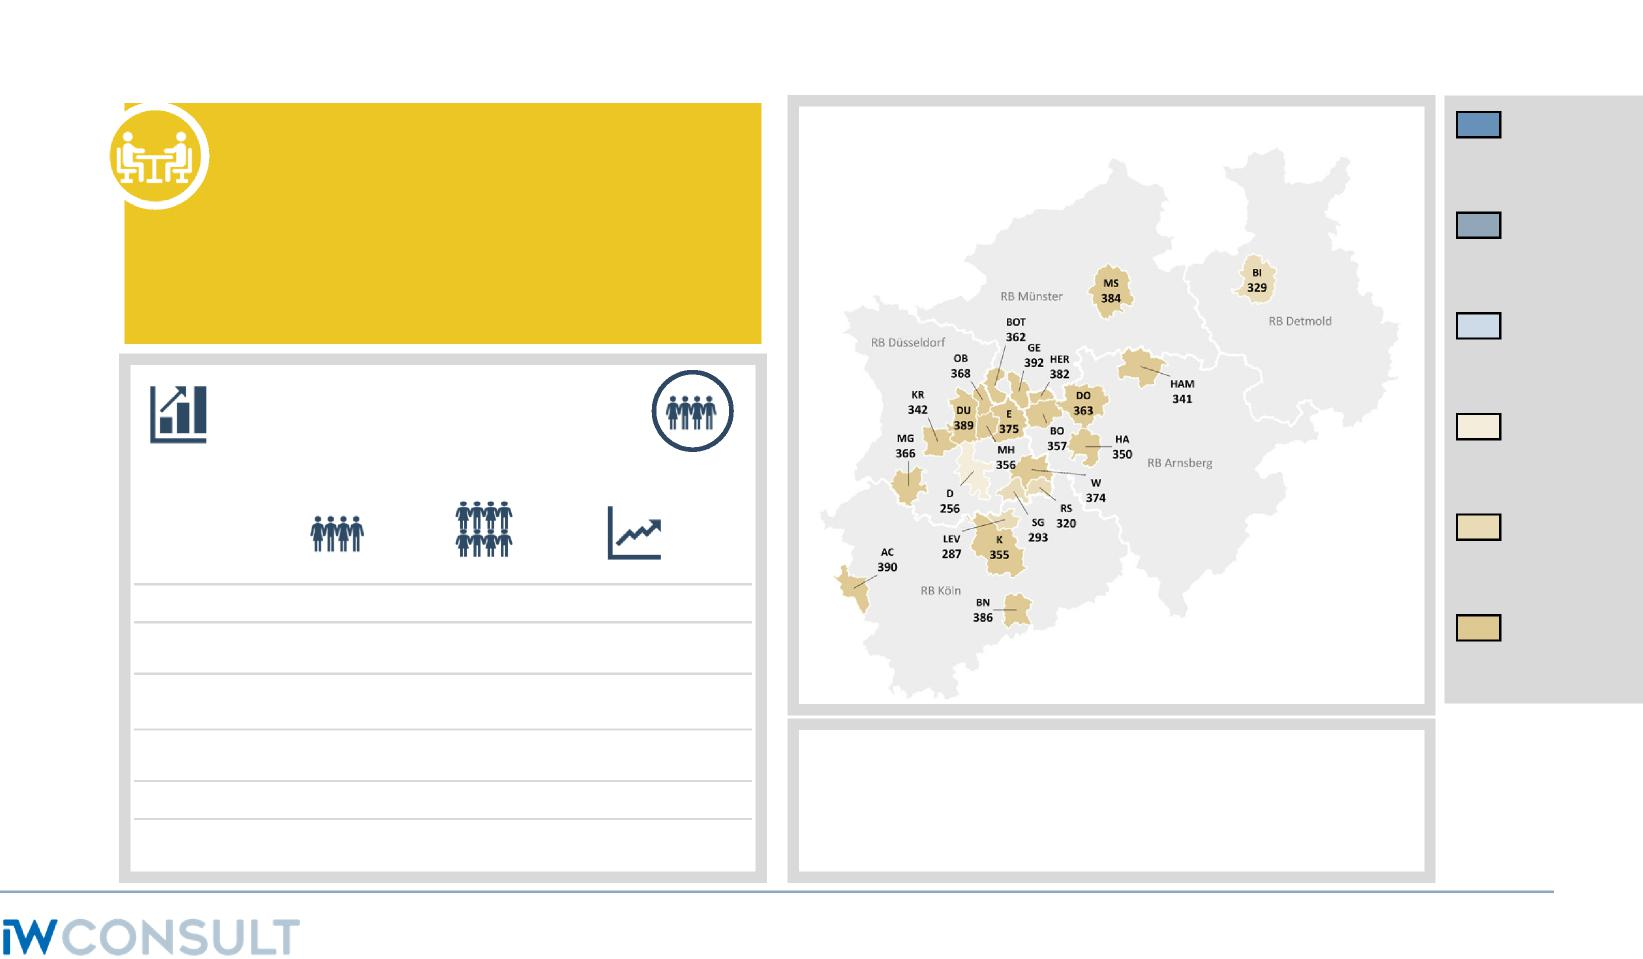 MS
384
BI
329
RB Münster
RB Detmold
BOT
362
RB Düsseldorf
GE
392
HER
382
OB
368
HAM
341
KR
342
DU
389
E
375
DO
363
BO
357
HA
350
MG
366
MH
356
RB Arnsberg
W
374
D
256
RS
320
SG
293
LEV
287
K
355
AC
390
RB Köln
BN
386
iW CONSULT